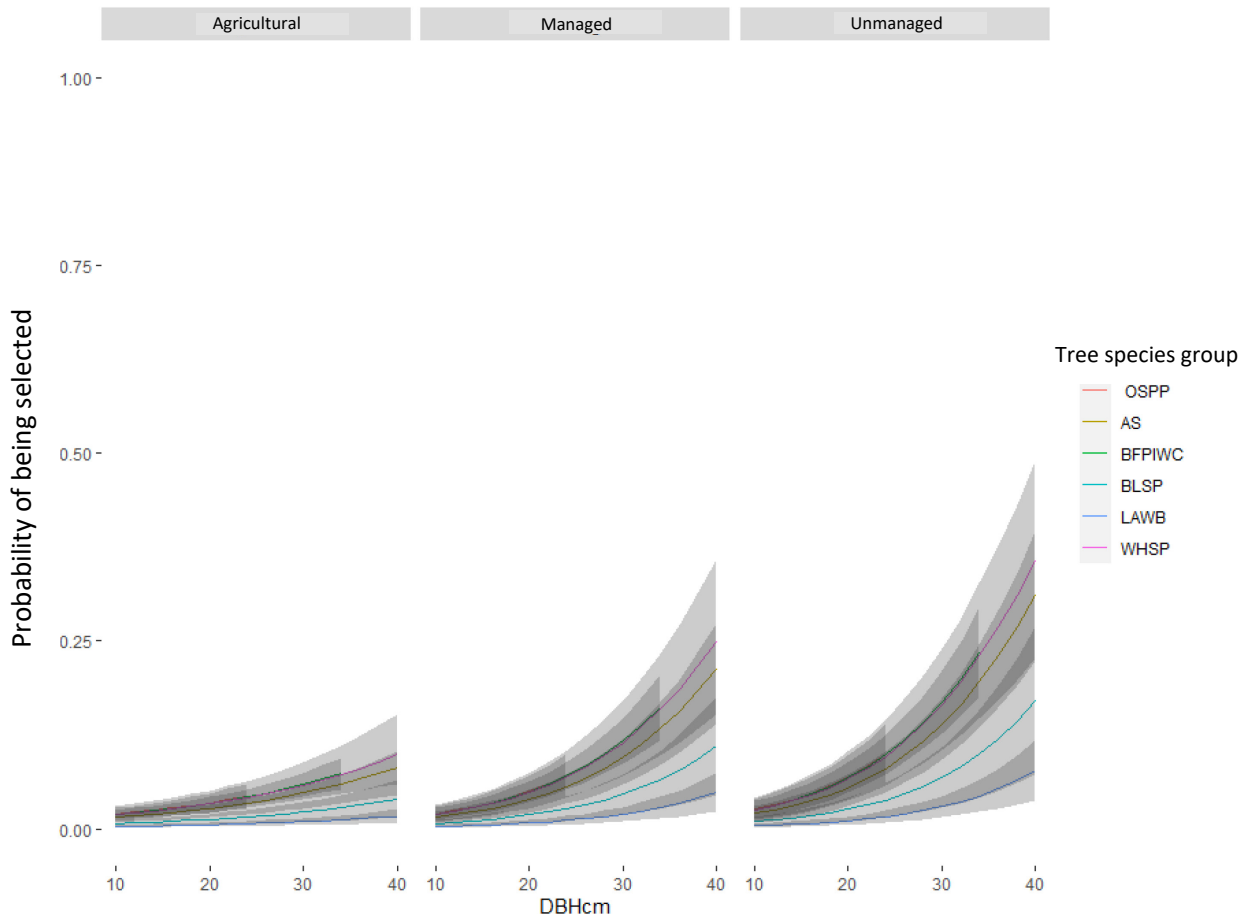 Agricultural Managed Unmanaged
1.00
0.75
0.50
0.25
0.00
Probability of being selected
10 20 30 40 10 20 30 40 10 20 30 40
DBHcm
Tree species group
OSPP
AS
BFPIWC
BLSP
LAWB
WHSP